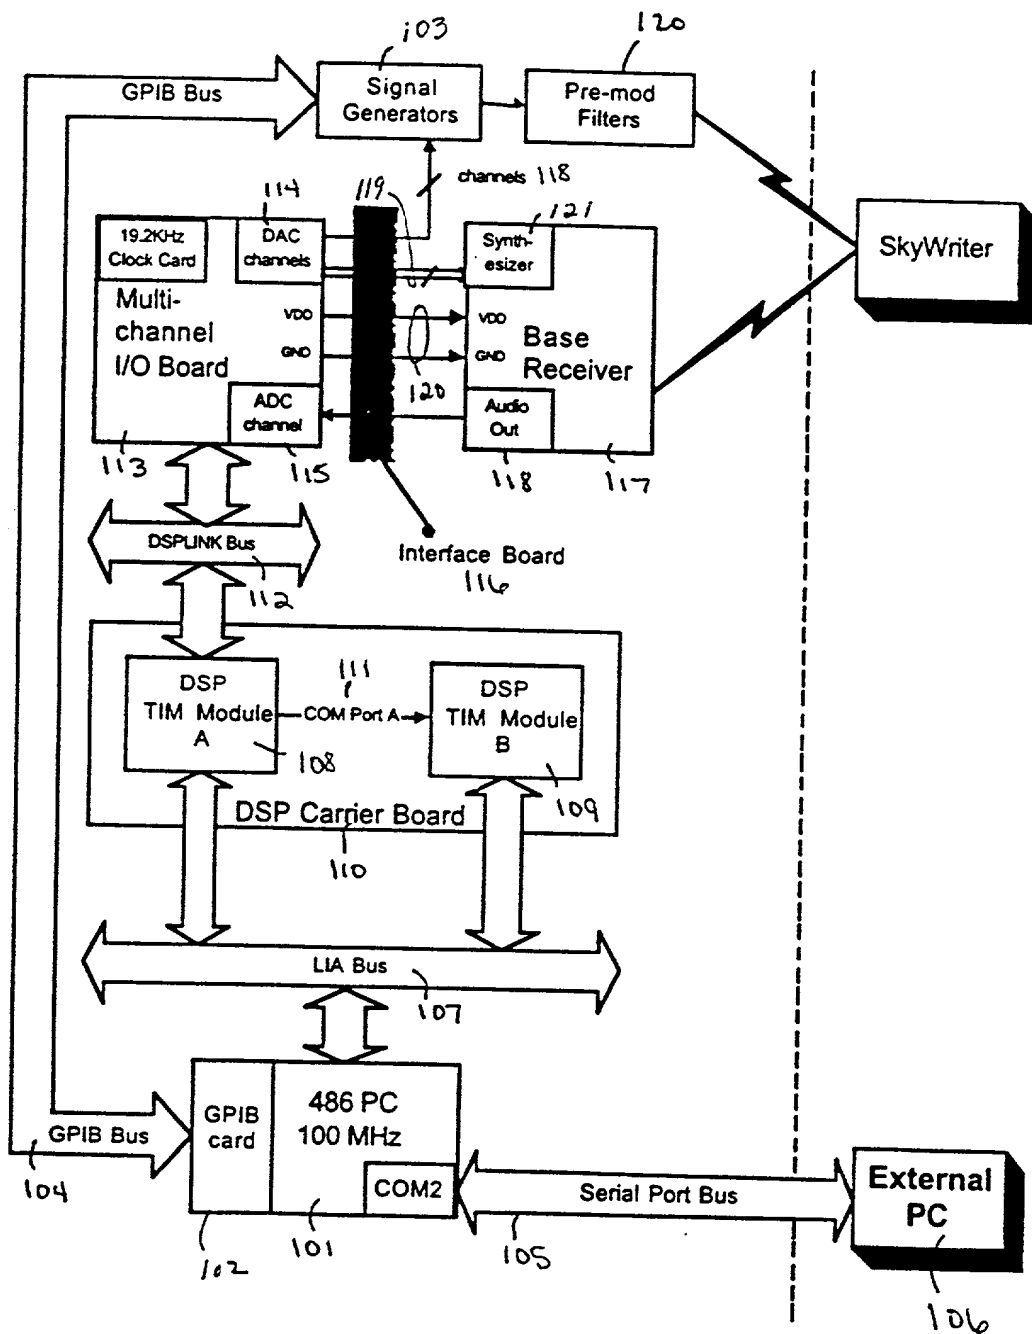 103
120
GPIB Bus
Signal
Generators
Pre-mod
Filters
channels 118
114
119
121
19.2KHz
Clock Card
DAC
channels
Synth-
esizer
SkyWriter
Multi-
channel
I/O Board
VDD
GND
VDD
GND
Base
Receiver
120
ADC
channel
Audio
Out
113
115
118
117
DSPLINK Bus
112
Interface Board
116
111
DSP
TIM Module
A
COM Port A
DSP
TIM Module
B
108
109
DSP Carrier Board
110
LIA Bus
107
GPIB Bus
104
GPIB
card
486 PC
100 MHz
COM2
Serial Port Bus
External
PC
102
101
105
106